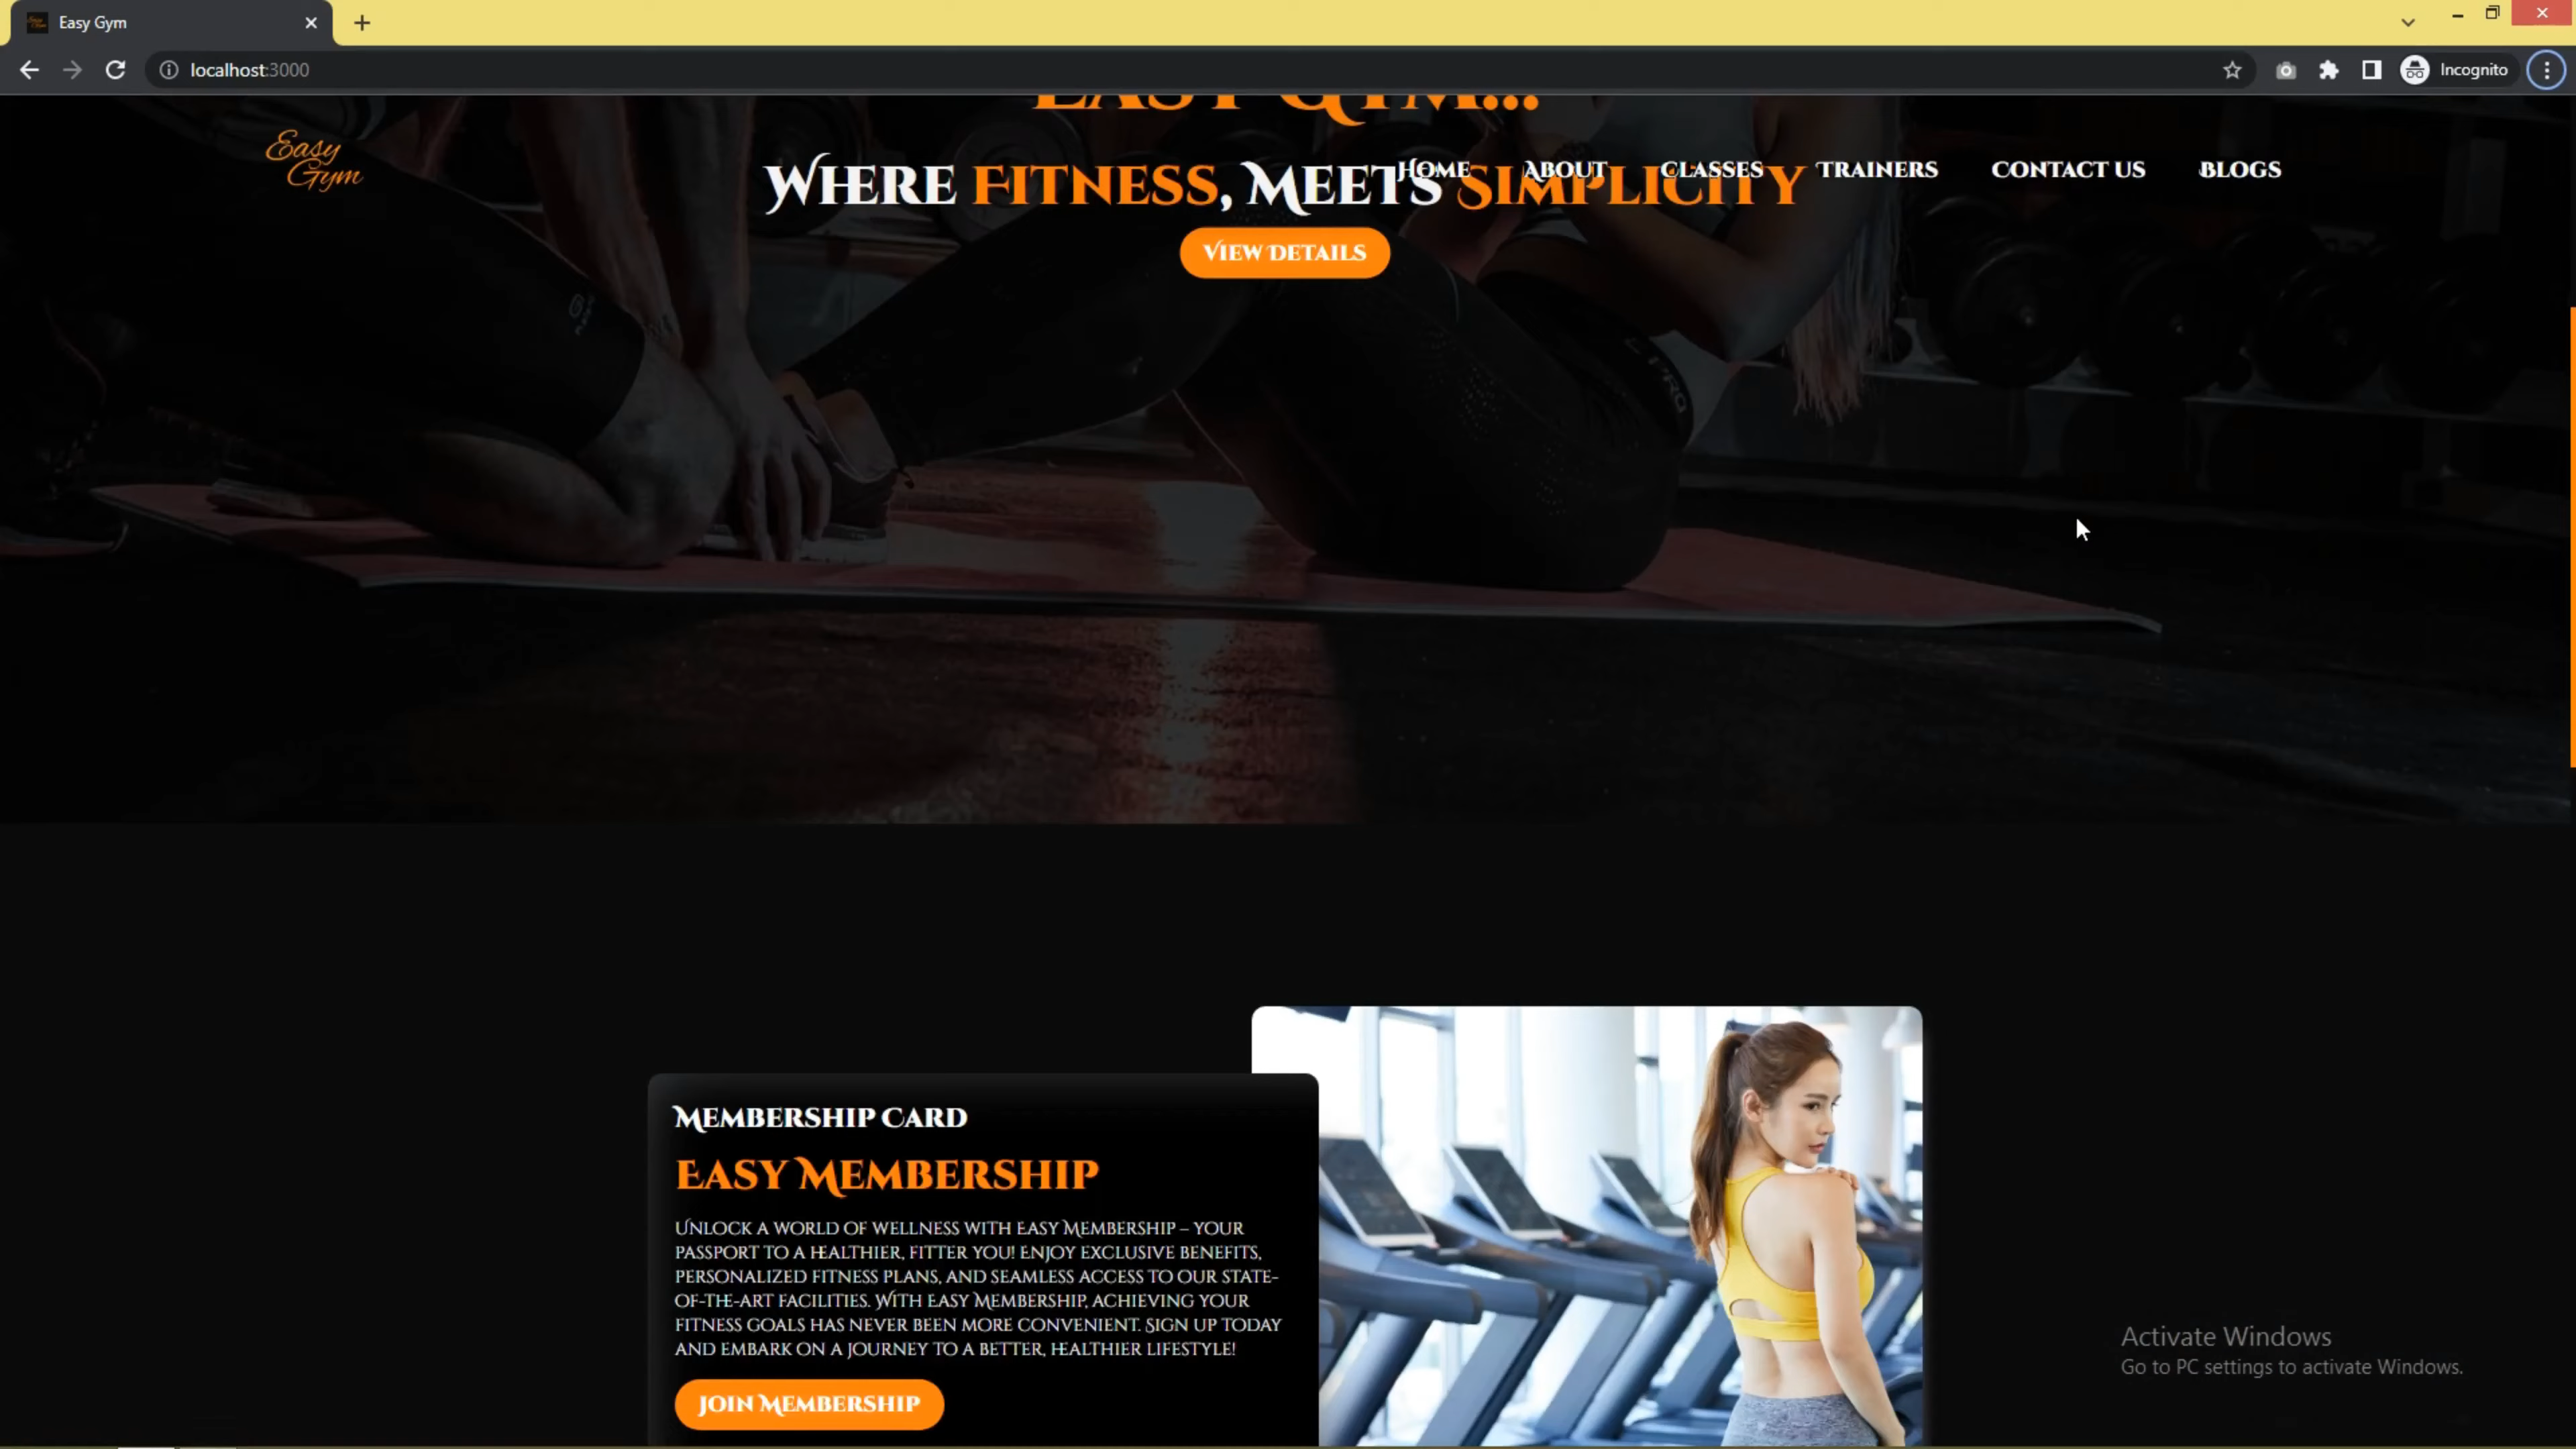 Easy Gym
localhost:3000
Incognito
EASY GYM...
Easy
Gym
HOME ABOUT CLASSES TRAINERS CONTACT US BLOGS
WHERE FITNESS, MEETS SIMPLICITY
VIEW DETAILS
MEMBERSHIP CARD
EASY MEMBERSHIP
UNLOCK A WORLD OF WELLNESS WITH EASY MEMBERSHIP – YOUR
PASSPORT TO A HEALTHIER, FITTER YOU! ENJOY EXCLUSIVE BENEFITS,
PERSONALIZED FITNESS PLANS, AND SEAMLESS ACCESS TO OUR STATE-
OF-THE-ART FACILITIES. WITH EASY MEMBERSHIP, ACHIEVING YOUR
FITNESS GOALS HAS NEVER BEEN MORE CONVENIENT. SIGN UP TODAY
AND EMBARK ON A JOURNEY TO A BETTER, HEALTHIER LIFESTYLE!
JOIN MEMBERSHIP
Activate Windows
Go to PC settings to activate Windows.